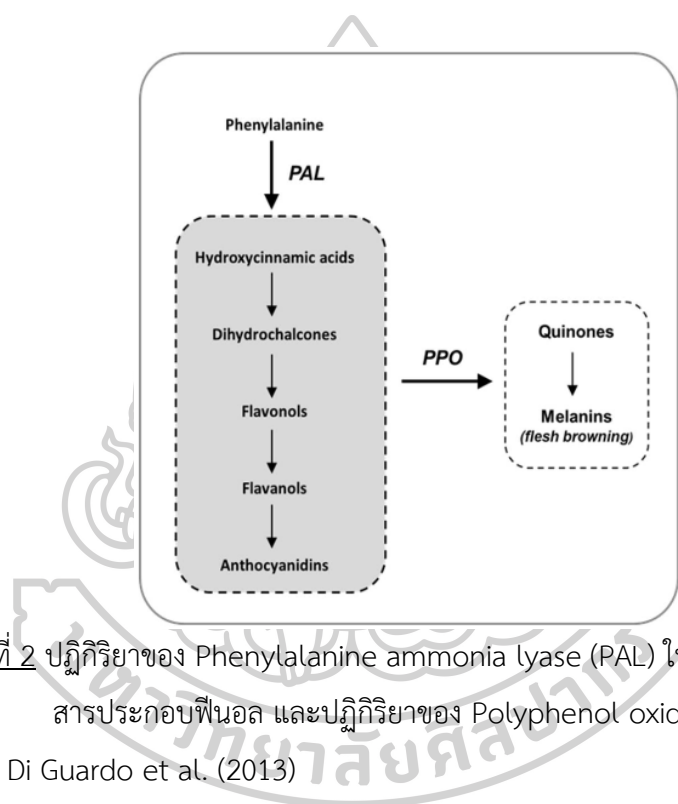 Phenylalanine
PAL
Hydroxycinnamic acids
Dihydrochalcones
PPO
Quinones
Flavonols
Melanins
(flesh browning)
Flavanols
Anthocyanidins
ที่ 2 ปฏิกิริยาของ Phenylalanine ammonia lyase (PAL) ใ
สารประกอบฟีนอล และปฏิกิริยาของ Polyphenol oxid
Di Guardo et al. (2013)